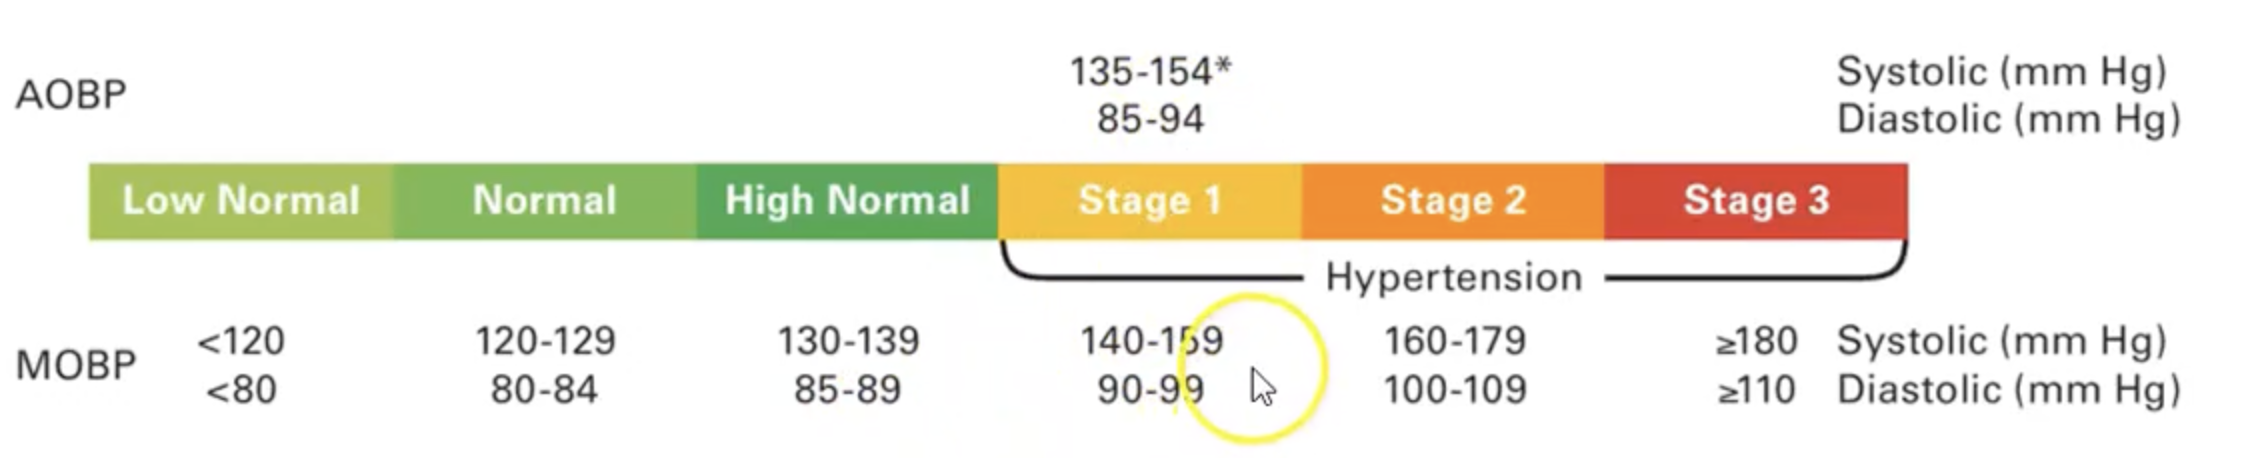 135-154* Systolic (mm Hg)
AOBP
85-94 Diastolic (mm Hg)
Low Normal Normal High Normal Stage 1 Stage 2 Stage 3
Hypertension
<120 120-129 130-139 140-159 160-179 ≥180 Systolic (mm Hg)
MOBP
<80 80-84 85-89 90-99 100-109 ≥110 Diastolic (mm Hg)